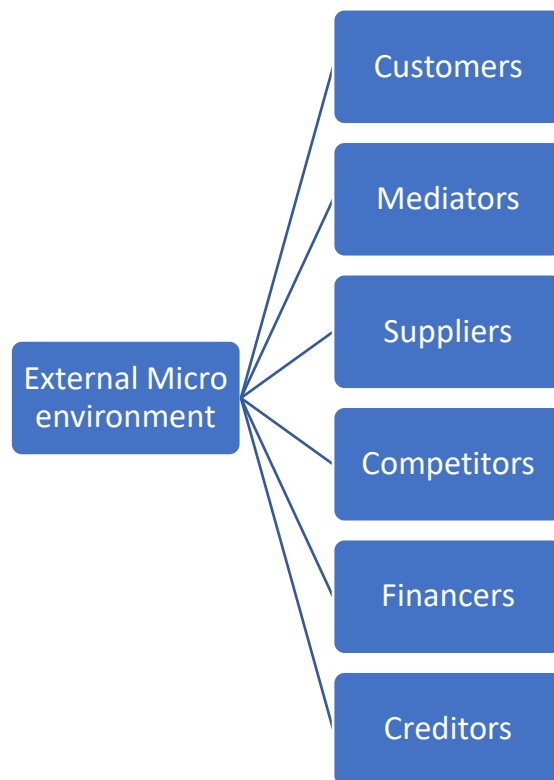 External Micro
environment
Customers
Mediators
Suppliers
Competitors
Financers
Creditors